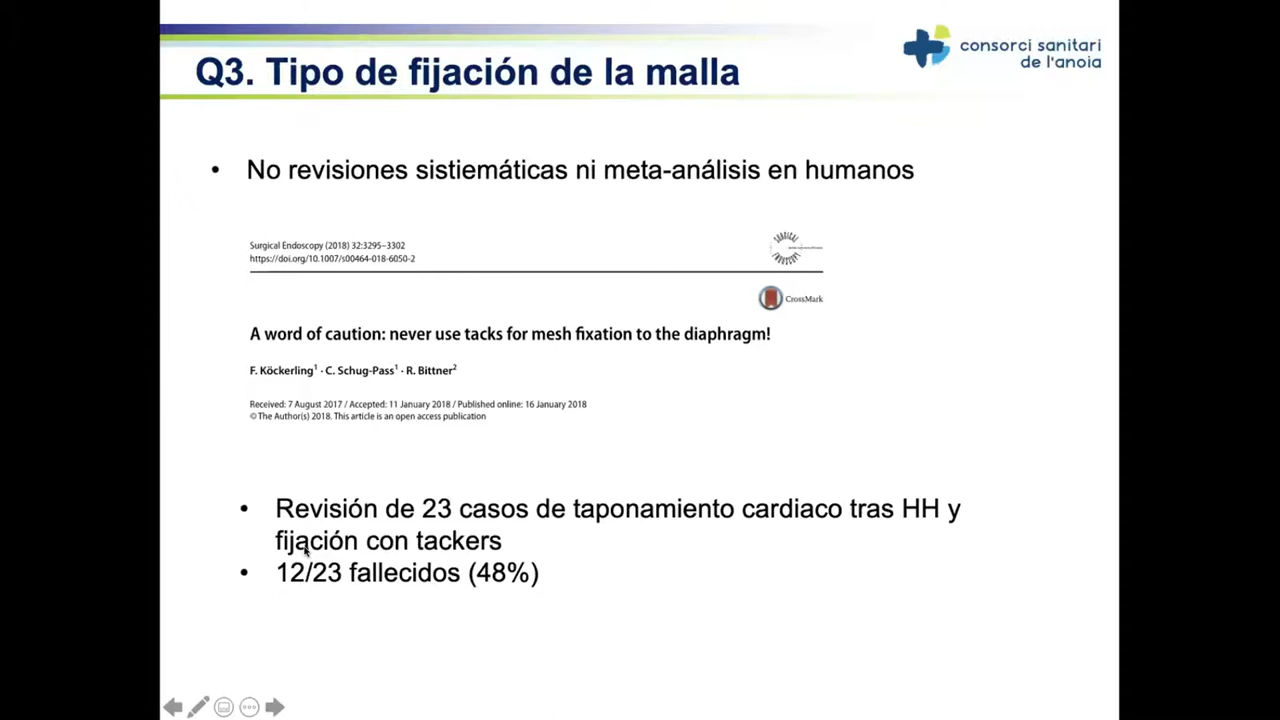 consorci sanitari
de l'anoia
Q3. Tipo de fijación de la malla
• No revisiones sistiemáticas ni meta-análisis en humanos
Surgical Endoscopy (2018) 32:3295–3302
https://doi.org/10.1007/s00464-018-6050-2
SURGICAL
ENDOSCOPY
CrossMark
A word of caution: never use tacks for mesh fixation to the diaphragm!
F. Köckerling¹ · C. Schug-Pass¹ · R. Bittner²
Received: 7 August 2017 / Accepted: 11 January 2018 / Published online: 16 January 2018
© The Author(s) 2018. This article is an open access publication
• Revisión de 23 casos de taponamiento cardiaco tras HH y
fijación con tackers
• 12/23 fallecidos (48%)